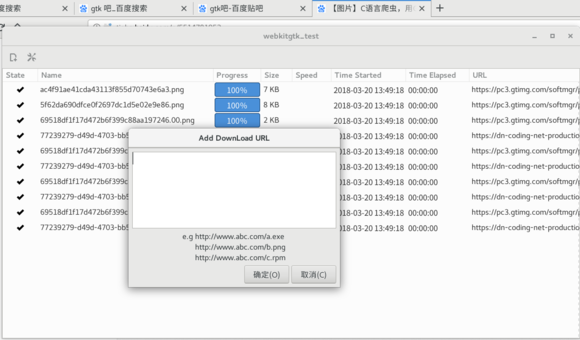 度搜索 × gtk 吧_百度搜索 × gtk吧-百度贴吧 × 【图片】C语言爬虫，用 × +
webkitgtk_test
State Name Progress Size Speed Time Started Time Elapsed URL
ac4f91ae41cda43113f855d70743e6a3.png 100% 7 KB 2018-03-20 13:49:18 00:00:00 https://pc3.gtimg.com/softmgr/p
5f62da690dfce0f2697dc1d5e02e9e86.png 100% 8 KB 2018-03-20 13:49:18 00:00:00 https://pc3.gtimg.com/softmgr/p
69518df1f17d472b6f399c88aa197246.00.png 100% 2 KB 2018-03-20 13:49:18 00:00:00 https://pc3.gtimg.com/softmgr/p
77239279-d49d-4703-bb5 2018-03-20 13:49:18 00:00:00 https://dn-coding-net-production
69518df1f17d472b6f399c 2018-03-20 13:49:18 00:00:00 https://pc3.gtimg.com/softmgr/p
77239279-d49d-4703-bb5 2018-03-20 13:49:18 00:00:00 https://dn-coding-net-production
69518df1f17d472b6f399c 2018-03-20 13:49:18 00:00:00 https://pc3.gtimg.com/softmgr/p
77239279-d49d-4703-bb5 2018-03-20 13:49:18 00:00:00 https://dn-coding-net-production
69518df1f17d472b6f399c 2018-03-20 13:49:18 00:00:00 https://pc3.gtimg.com/softmgr/p
77239279-d49d-4703-bb5 2018-03-20 13:49:18 00:00:00 https://dn-coding-net-production
Add DownLoad URL
e.g http://www.abc.com/a.exe
http://www.abc.com/b.png
http://www.abc.com/c.rpm
确定(O) 取消(C)